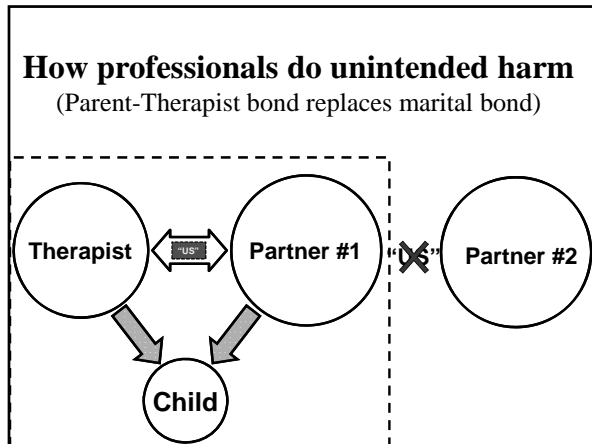 How professionals do unintended harm
(Parent-Therapist bond replaces marital bond)
Therapist
"US"
Partner #1
"US"
Partner #2
Child